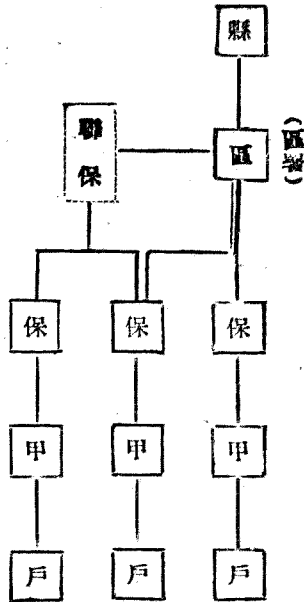 縣
區
(區署)
聯保
保 保 保
甲 甲 甲
戶 戶 戶